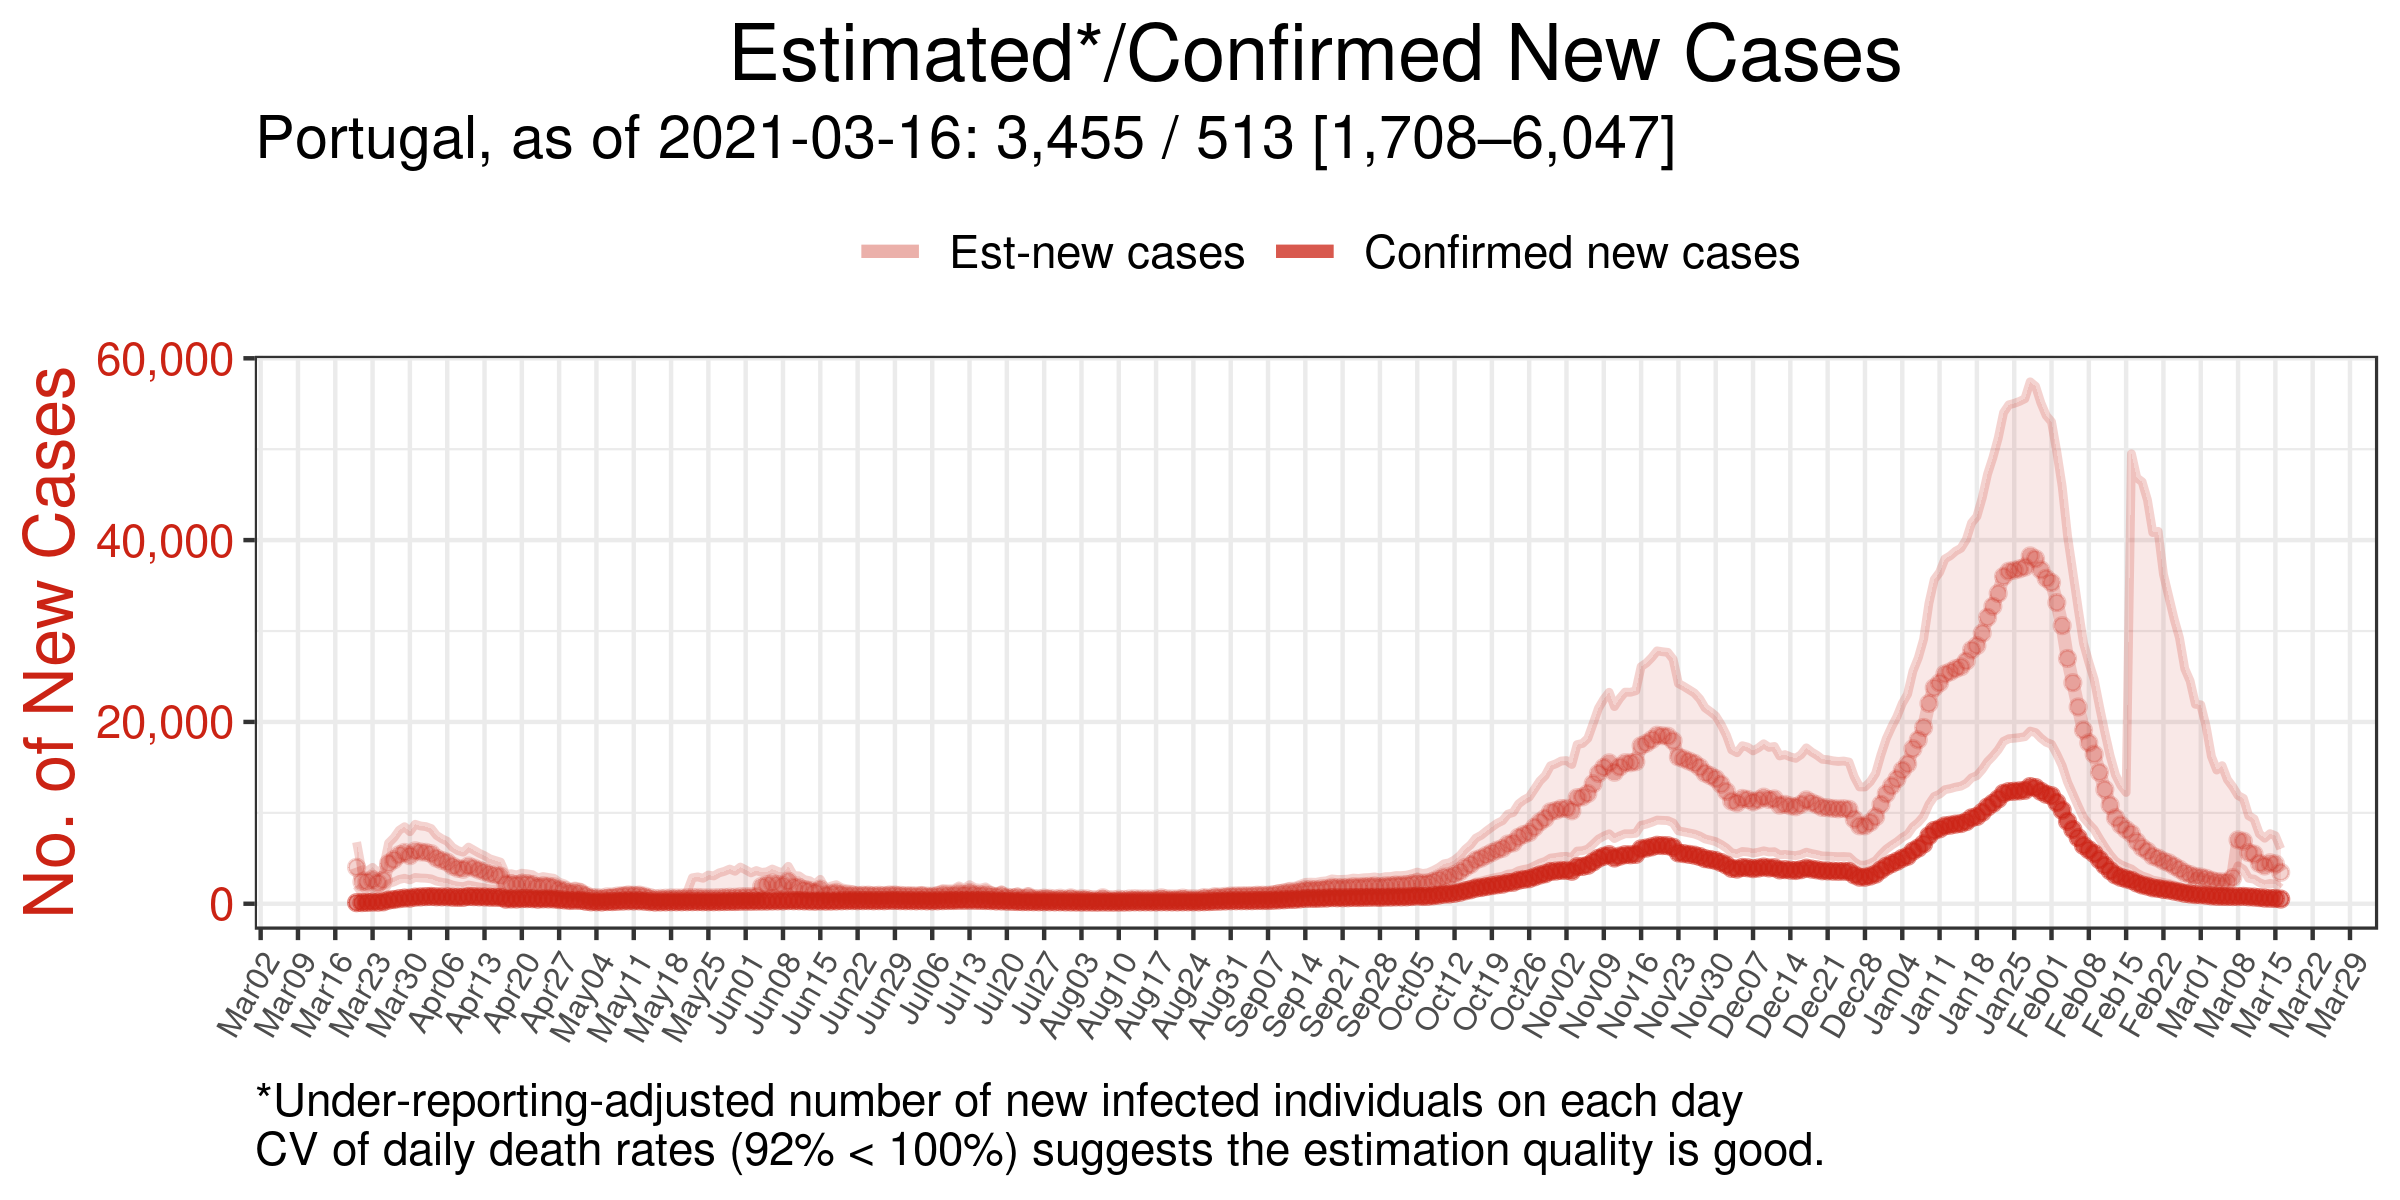 Estimated*/Confirmed New Cases
Portugal, as of 2021-03-16: 3,455 / 513 [1,708–6,047]
Est-new cases
Confirmed new cases
No. of New Cases
60,000
40,000
20,000
0
Mar02
Mar09
Mar16
Mar23
Mar30
Apr06
Apr13
Apr20
Apr27
May04
May11
May18
May25
Jun01
Jun08
Jun15
Jun22
Jun29
Jul06
Jul13
Jul20
Jul27
Aug03
Aug10
Aug17
Aug24
Aug31
Sep07
Sep14
Sep21
Sep28
Oct05
Oct12
Oct19
Oct26
Nov02
Nov09
Nov16
Nov23
Nov30
Dec07
Dec14
Dec21
Dec28
Jan04
Jan11
Jan18
Jan25
Feb01
Feb08
Feb15
Feb22
Mar01
Mar08
Mar15
Mar22
Mar29
*Under-reporting-adjusted number of new infected individuals on each day
CV of daily death rates (92% < 100%) suggests the estimation quality is good.